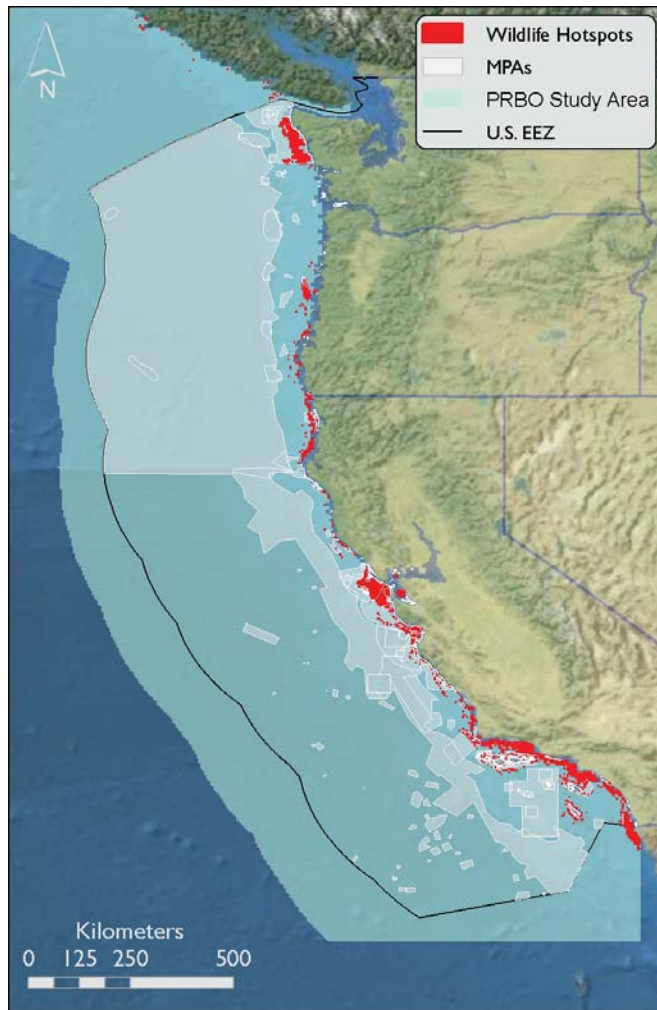 Wildlife Hotspots
MPAs
PRBO Study Area
U.S. EEZ
N
Kilometers
0 125 250 500